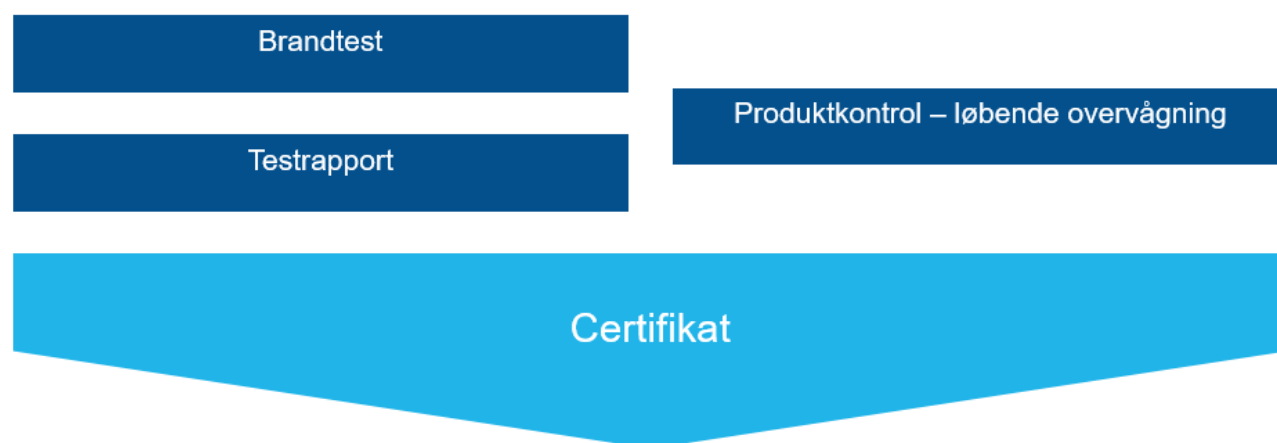 Brandtest
Testrapport
Produktkontrol – løbende overvågning
Certifikat